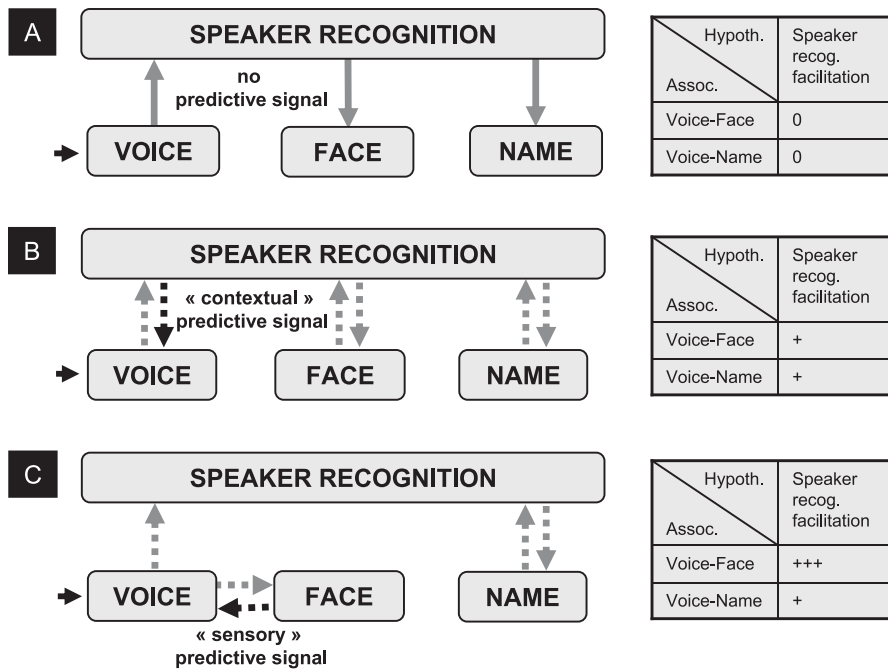 A
SPEAKER RECOGNITION
no
predictive signal
VOICE
FACE
NAME
Hypoth.
Assoc.
Speaker
recog.
facilitation
Voice-Face
0
Voice-Name
0
B
SPEAKER RECOGNITION
« contextual »
predictive signal
VOICE
FACE
NAME
Hypoth.
Assoc.
Speaker
recog.
facilitation
Voice-Face
+
Voice-Name
+
C
SPEAKER RECOGNITION
VOICE
FACE
NAME
« sensory »
predictive signal
Hypoth.
Assoc.
Speaker
recog.
facilitation
Voice-Face
+++
Voice-Name
+